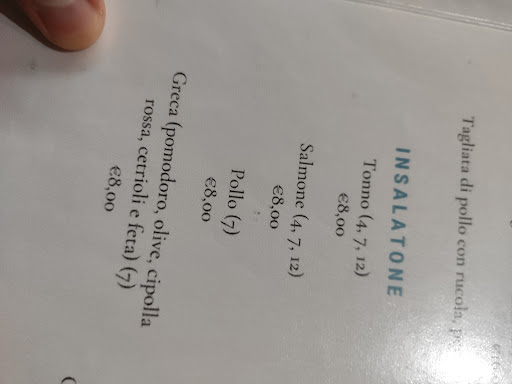 Tagliata di pollo con rucola,
INSALATONE
Tonno (4, 7, 12)
€8,00
Salmone (4, 7, 12)
€8,00
Pollo (7)
€8,00
Greca (pomodoro, olive, cipolla
rossa, cetrioli e feta) (7)
€8,00